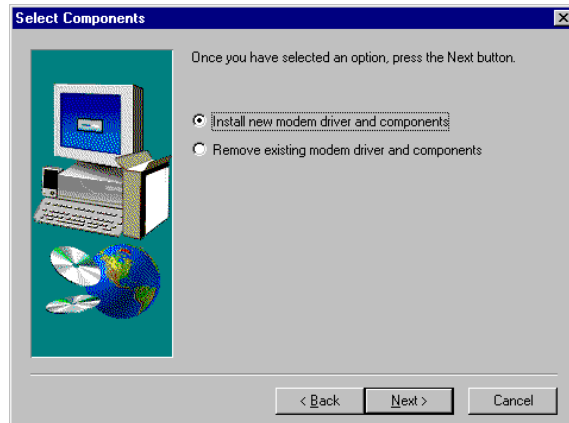 Select Components
Once you have selected an option, press the Next button.
Install new modem driver and components
Remove existing modem driver and components
< Back
Next >
Cancel